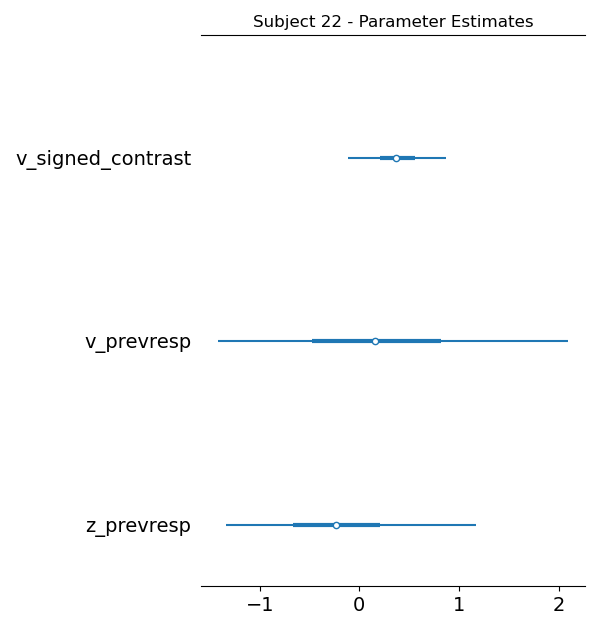 Subject 22 - Parameter Estimates
v_signed_contrast
v_prevresp
z_prevresp
−1 0 1 2